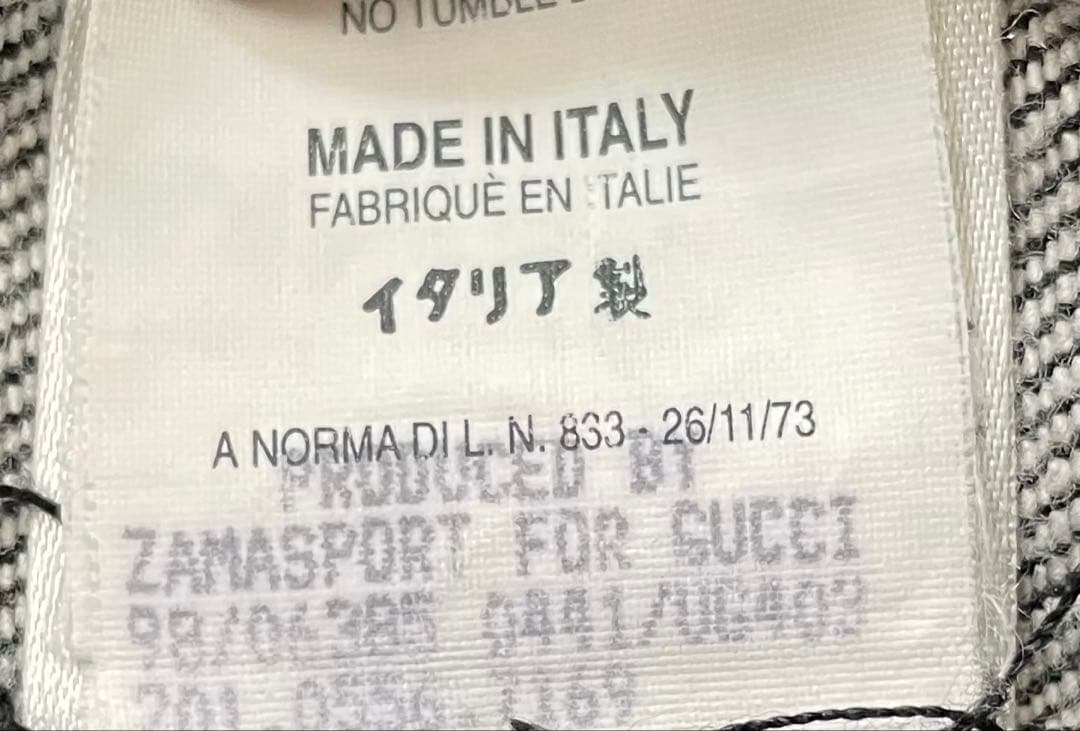 NO TUMBLE
MADE IN ITALY
FABRIQUÈ EN ITALIE
イタリア製
A NORMA DI L. N. 883 - 26/11/73
PRODUCED BY
ZAMASPORT FOR GUCCI